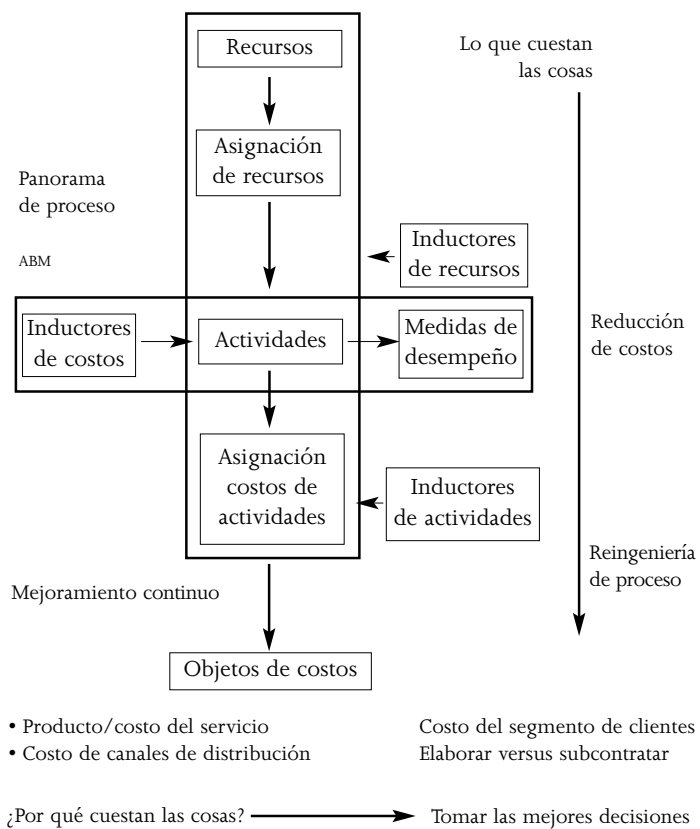 Recursos
Lo que cuestan
las cosas
Asignación
de recursos
Panorama
de proceso
ABM
Inductores
de recursos
Inductores
de costos
Actividades
Medidas de
desempeño
Reducción
de costos
Asignación
costos de
actividades
Inductores
de actividades
Reingeniería
de proceso
Mejoramiento continuo
Objetos de costos
• Producto/costo del servicio
Costo del segmento de clientes
• Costo de canales de distribución
Elaborar versus subcontratar
¿Por qué cuestan las cosas?
Tomar las mejores decisiones